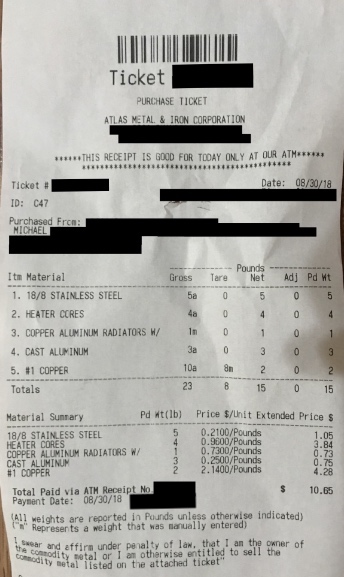 Ticket
PURCHASE TICKET
ATLAS METAL & IRON CORPORATION
******THIS RECEIPT IS GOOD FOR TODAY ONLY AT OUR ATM******
******************************************
Ticket # Date: 08/30/18
ID: C47
Purchased From:
MICHAEL
-------- Pounds --------
Itm Material Gross Tare Net Adj Pd Wt
1. 18/8 STAINLESS STEEL 5a 0 5 0 5
2. HEATER CORES 4a 0 4 0 4
3. COPPER ALUMINUM RADIATORS W/ 1m 0 1 0 1
4. CAST ALUMINUM 3a 0 3 0 3
5. #1 COPPER 10a 8m 2 0 2
Totals 23 8 15 0 15
Material Summary Pd Wt(lb) Price $/Unit Extended Price $
18/8 STAINLESS STEEL 5 0.2100/Pounds 1.05
HEATER CORES 4 0.9600/Pounds 3.84
COPPER ALUMINUM RADIATORS W/ 1 0.7300/Pounds 0.73
CAST ALUMINUM 3 0.2500/Pounds 0.75
#1 COPPER 2 2.1400/Pounds 4.28
Total Paid via ATM Receipt No $ 10.65
Payment Date: 08/30/18
(All weights are reported in Pounds unless otherwise indicated)
("m" Represents a weight that was manually entered)
I swear and affirm under penalty of law, that I am the owner of
the commodity metal or I am otherwise entitled to sell the
commodity metal listed on the attached ticket"